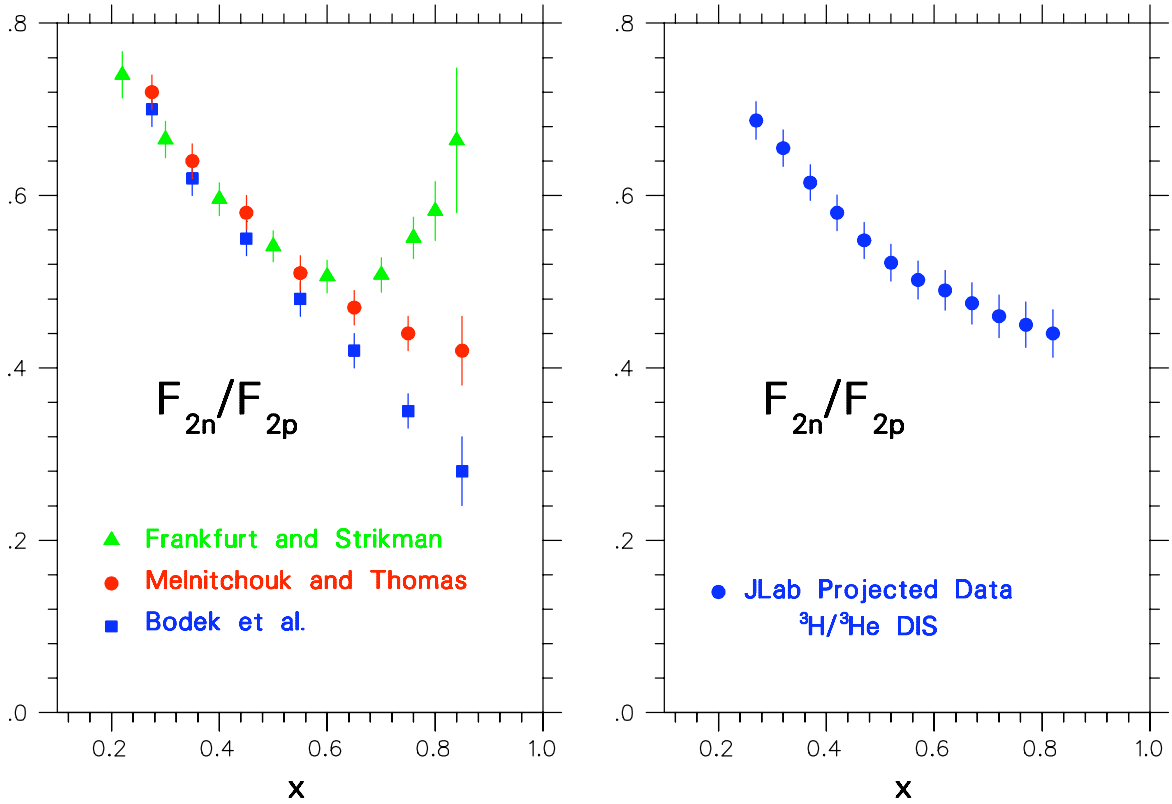 .8
.6
.4
.2
.0
F2n/F2p
Frankfurt and Strikman
Melnitchouk and Thomas
Bodek et al.
0.2 0.4 0.6 0.8 1.0
x
.8
.6
.4
.2
.0
F2n/F2p
JLab Projected Data
³H/³He DIS
0.2 0.4 0.6 0.8 1.0
x